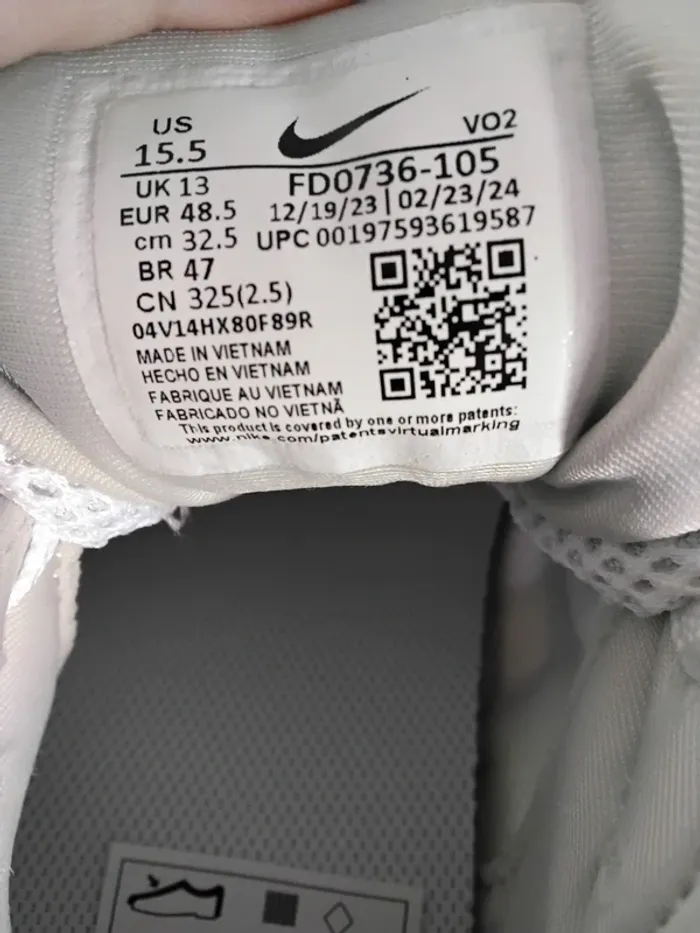 US
15.5
VO2
UK 13
FD0736-105
EUR 48.5
12/19/23 | 02/23/24
cm 32.5
UPC 00197593619587
BR 47
CN 325(2.5)
04V14HX80F89R
MADE IN VIETNAM
HECHO EN VIETNAM
FABRIQUE AU VIETNAM
FABRICADO NO VIETNÃ
This product is covered by one or more patents:
www.nike.com/patentsvirtualmarking